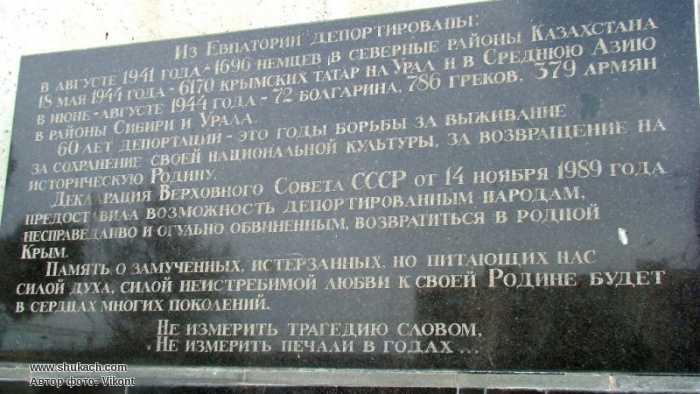 Из Евпатории депортированы:
в августе 1941 года - 1696 немцев в северные районы Казахстана
18 мая 1944 года - 6170 крымских татар на Урал и в Среднюю Азию
в июне - августе 1944 года - 72 болгарина, 786 греков, 379 армян
в районы Сибири и Урала.
60 лет депортации - это годы борьбы за выживание
за сохранение своей национальной культуры, за возвращение на
историческую Родину.
Декларация Верховного Совета СССР от 14 ноября 1989 года
предоставила возможность депортированным народам,
несправедливо и огульно обвиненным, возвратиться в родной
Крым.
Память о замученных, истерзанных, но питающих нас
силой духа, силой неистребимой любви к своей Родине будет
в сердцах многих поколений.
Не измерить трагедию словом,
Не измерить печали в годах ...
www.shukach.com
Автор фото: Vikont